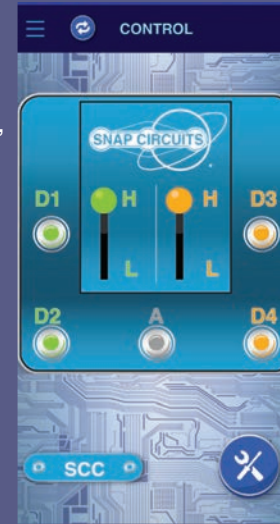 CONTROL
SNAP CIRCUITS
D1 H H D3
L L
D2 A D4
SCC